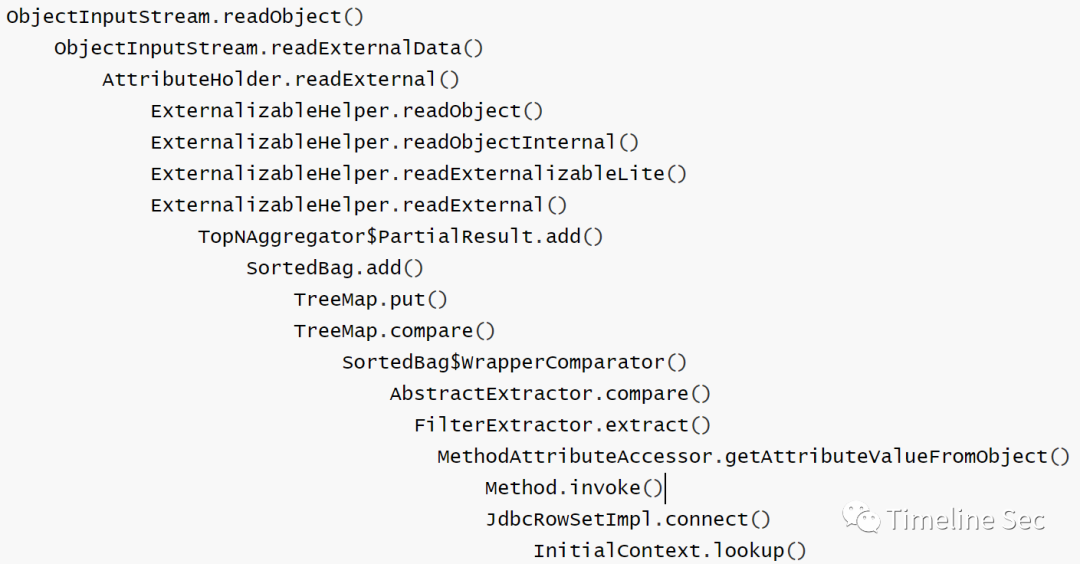 ObjectInputStream.readObject()
ObjectInputStream.readExternalData()
AttributeHolder.readExternal()
ExternalizableHelper.readObject()
ExternalizableHelper.readObjectInternal()
ExternalizableHelper.readExternalizableLite()
ExternalizableHelper.readExternal()
TopNAggregator$PartialResult.add()
SortedBag.add()
TreeMap.put()
TreeMap.compare()
SortedBag$WrapperComparator()
AbstractExtractor.compare()
FilterExtractor.extract()
MethodAttributeAccessor.getAttributeValueFromObject()
Method.invoke()
JdbcRowSetImpl.connect()
Timeline Sec
InitialContext.lookup()